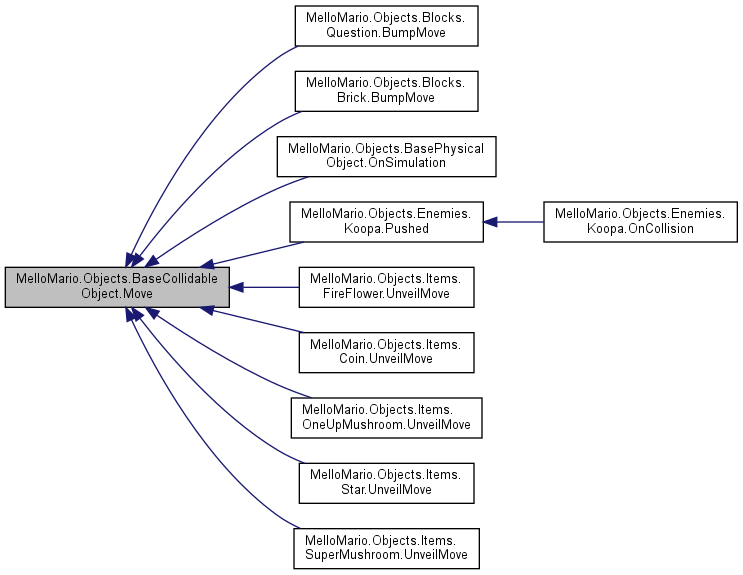 MelloMario.Objects.Blocks.
Question.BumpMove
MelloMario.Objects.Blocks.
Brick.BumpMove
MelloMario.Objects.BasePhysical
Object.OnSimulation
MelloMario.Objects.Enemies.
Koopa.Pushed
MelloMario.Objects.Enemies.
Koopa.OnCollision
MelloMario.Objects.BaseCollidable
Object.Move
MelloMario.Objects.Items.
FireFlower.UnveilMove
MelloMario.Objects.Items.
Coin.UnveilMove
MelloMario.Objects.Items.
OneUpMushroom.UnveilMove
MelloMario.Objects.Items.
Star.UnveilMove
MelloMario.Objects.Items.
SuperMushroom.UnveilMove